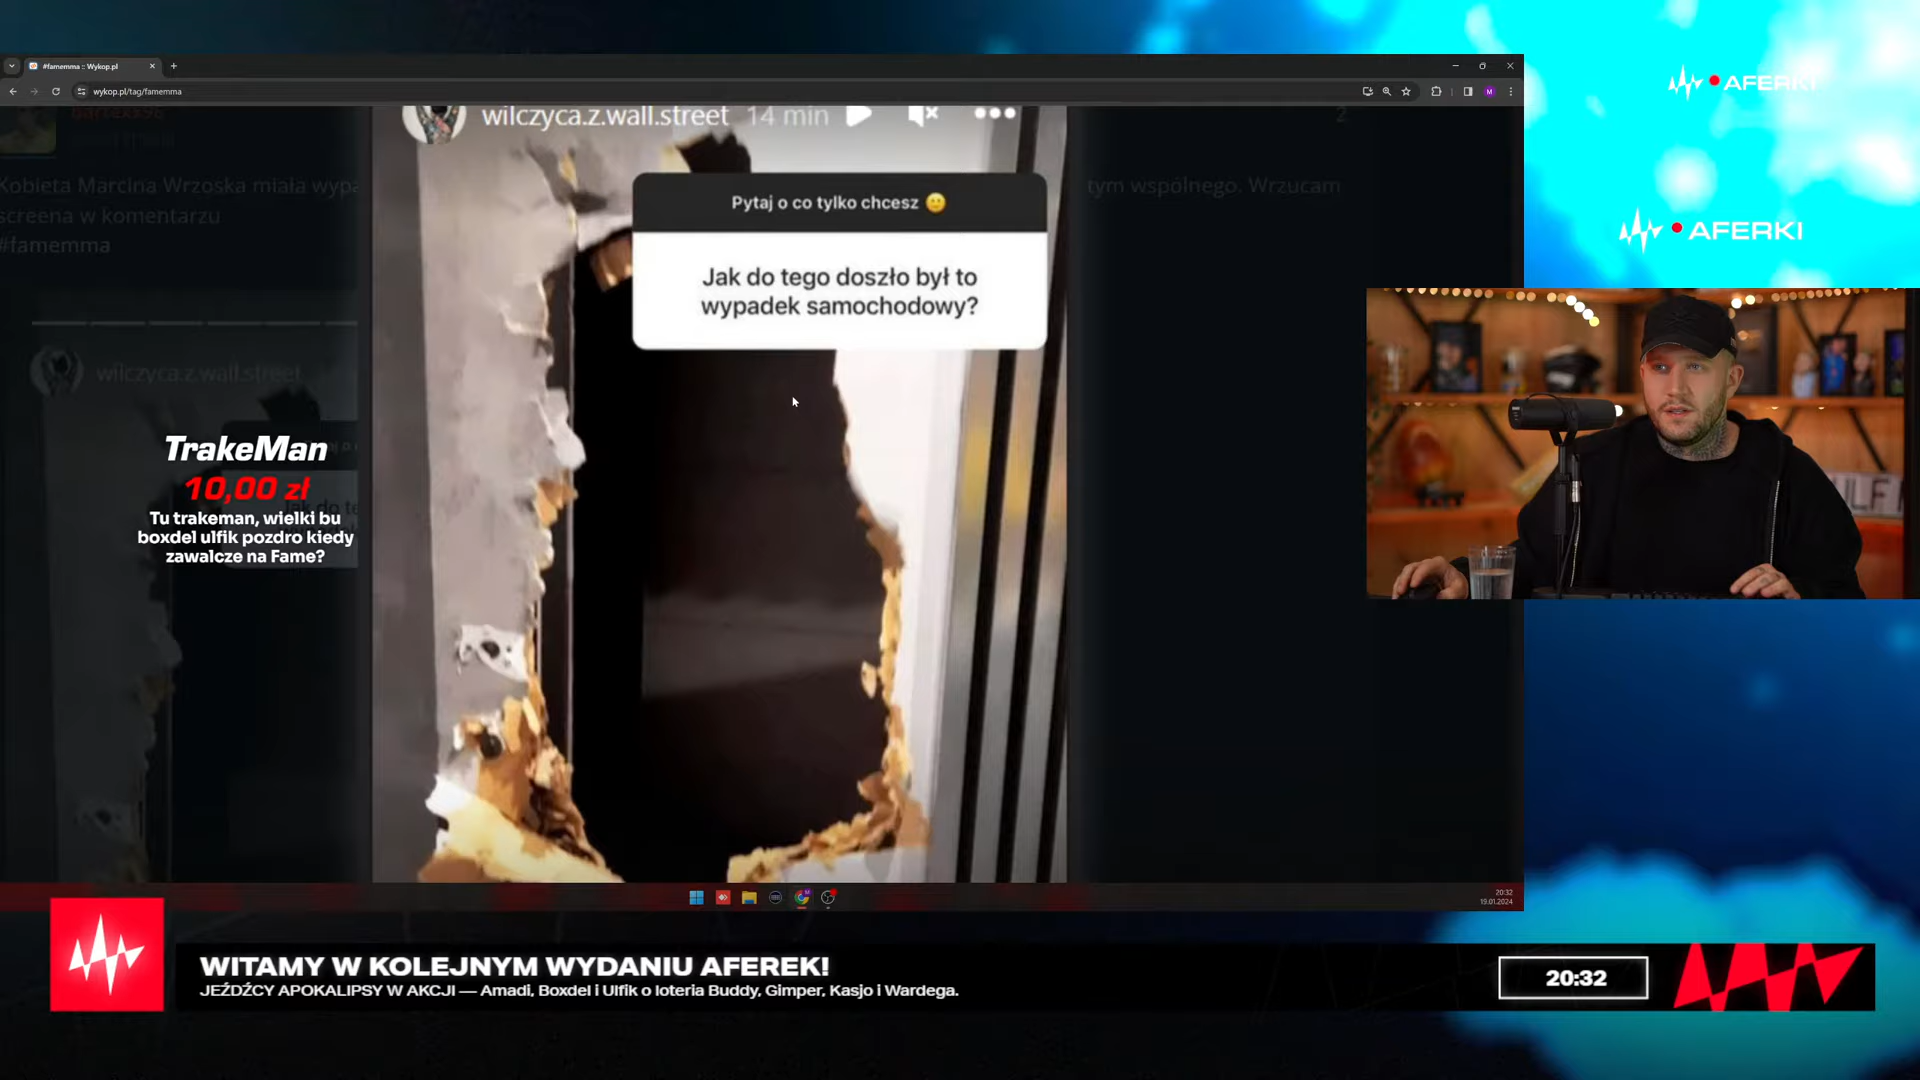 #famemma :: Wykop.pl
wykop.pl/tag/famemma
AFERKI
AFERKI
wilczyca.z.wall.street 14 min
2
Kobieta Marcina Wrzoska miała wypa
tym wspólnego. Wrzucam
screena w komentarzu
#famemma
Pytaj o co tylko chcesz 🙂
Jak do tego doszło był to
wypadek samochodowy?
wilczyca.z.wall.street
TrakeMan
10,00 zł
Tu trakeman, wielki bu
boxdel ulfik pozdro kiedy
zawalcze na Fame?
20:32
19.01.2024
WITAMY W KOLEJNYM WYDANIU AFEREK!
JEŹDŹCY APOKALIPSY W AKCJI — Amadi, Boxdel i Ulfik o loteria Buddy, Gimper, Kasjo i Wardega.
20:32